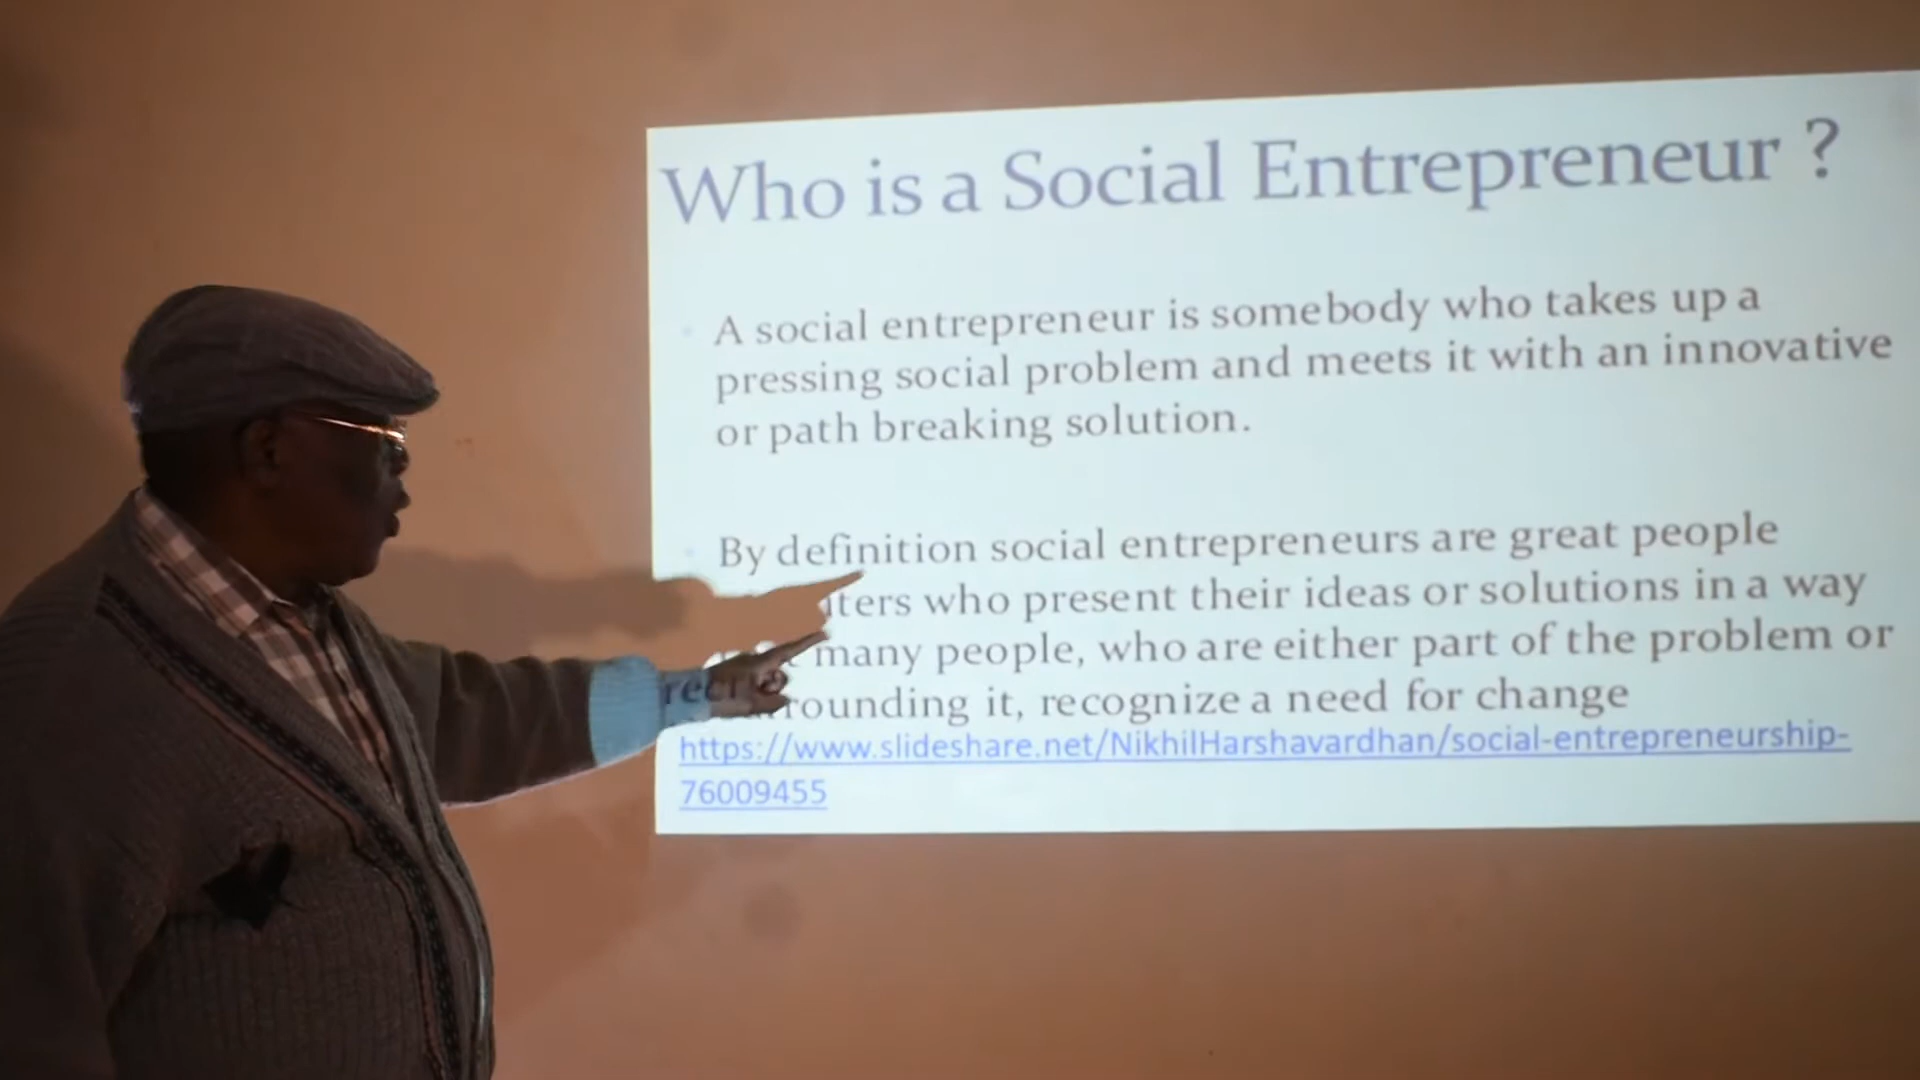 Who is a Social Entrepreneur ?
A social entrepreneur is somebody who takes up a
pressing social problem and meets it with an innovative
or path breaking solution.
By definition social entrepreneurs are great people
who present their ideas or solutions in a way
many people, who are either part of the problem or
it, recognize a need for change
https://www.slideshare.net/NikhilHarshavardhan/social-entrepreneurship-
76009455